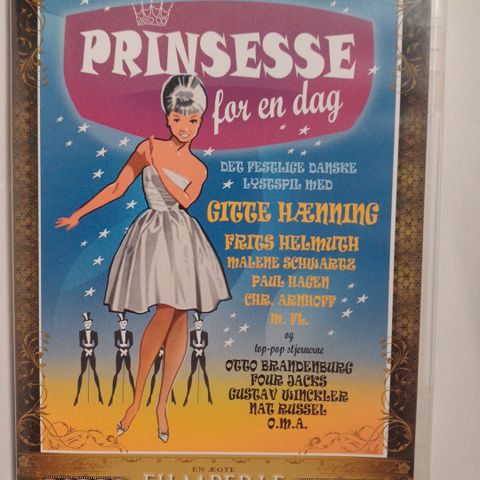 PRINSESSE
for en dag
DET FESTLIGE DANSKE
LYSTSPIL MED
GITTE HÆNNING
FRITS HELMUTH
MALENE SCHWARTZ
PAUL HAGEN
CHR. ARNHOFF
M. FL.
og
top-pop stjernerne
OTTO BRANDENBURG
FOUR JACKS
GUSTAV WINCKLER
NAT RUSSEL
O.M.A.
EN ÆGTE
FILMPERLE